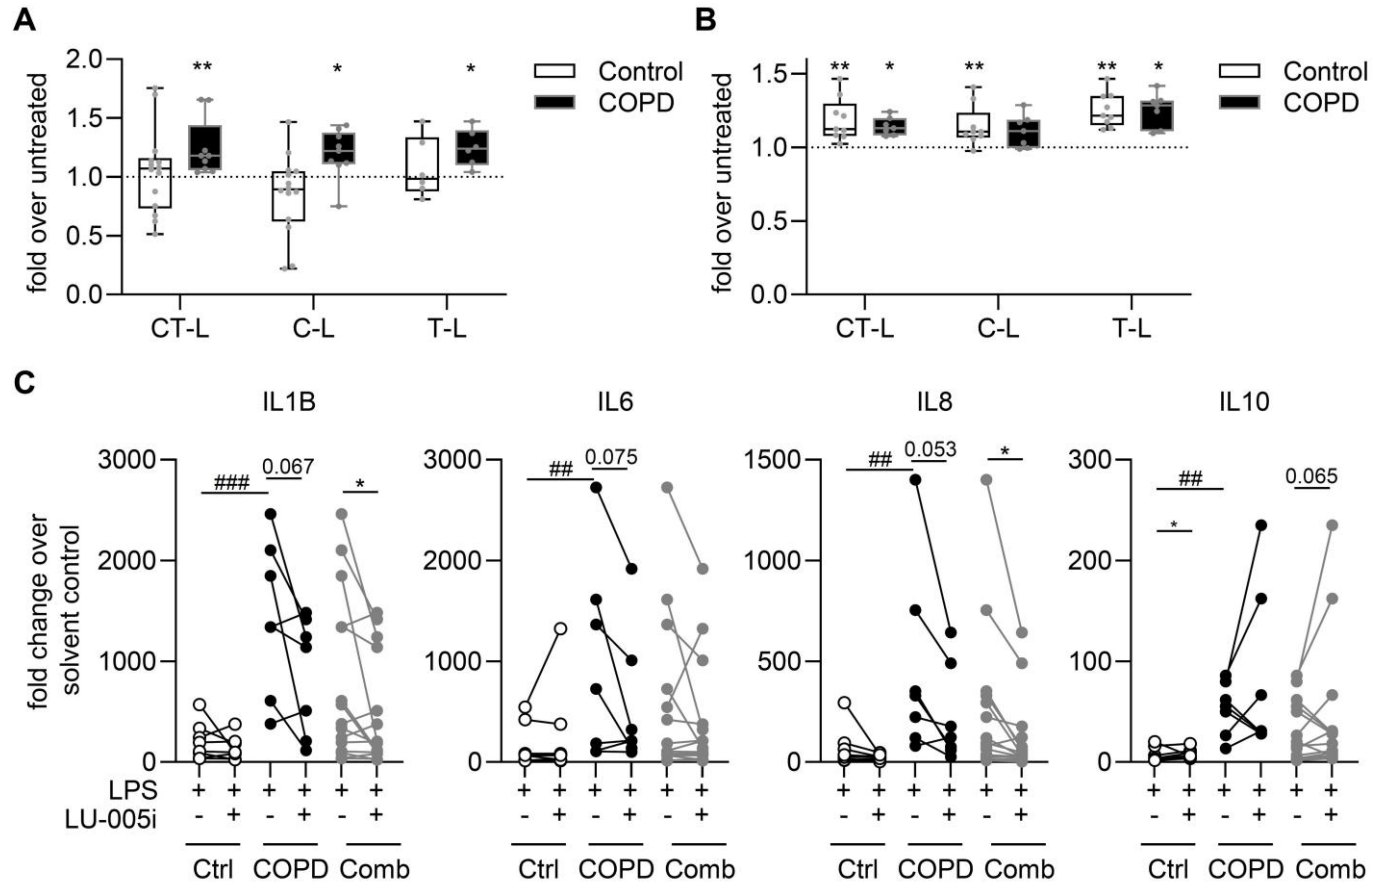 A
B
fold over untreated
2.0
1.5
1.0
0.5
0.0
** * *
CT-L C-L T-L
Control
COPD
fold over untreated
1.5
1.0
0.5
0.0
** * ** ** *
CT-L C-L T-L
Control
COPD
C
IL1B IL6 IL8 IL10
fold change over
solvent control
3000
2000
1000
0
### 0.067 *
3000
2000
1000
0
## 0.075
1500
1000
500
0
## 0.053 *
300
200
100
0
## 0.065
*
LPS + + + + + + + + + + + + + + + + + + + + + + + +
LU-005i - + - + - + - + - + - + - + - + - + - + - + - +
Ctrl COPD Comb Ctrl COPD Comb Ctrl COPD Comb Ctrl COPD Comb